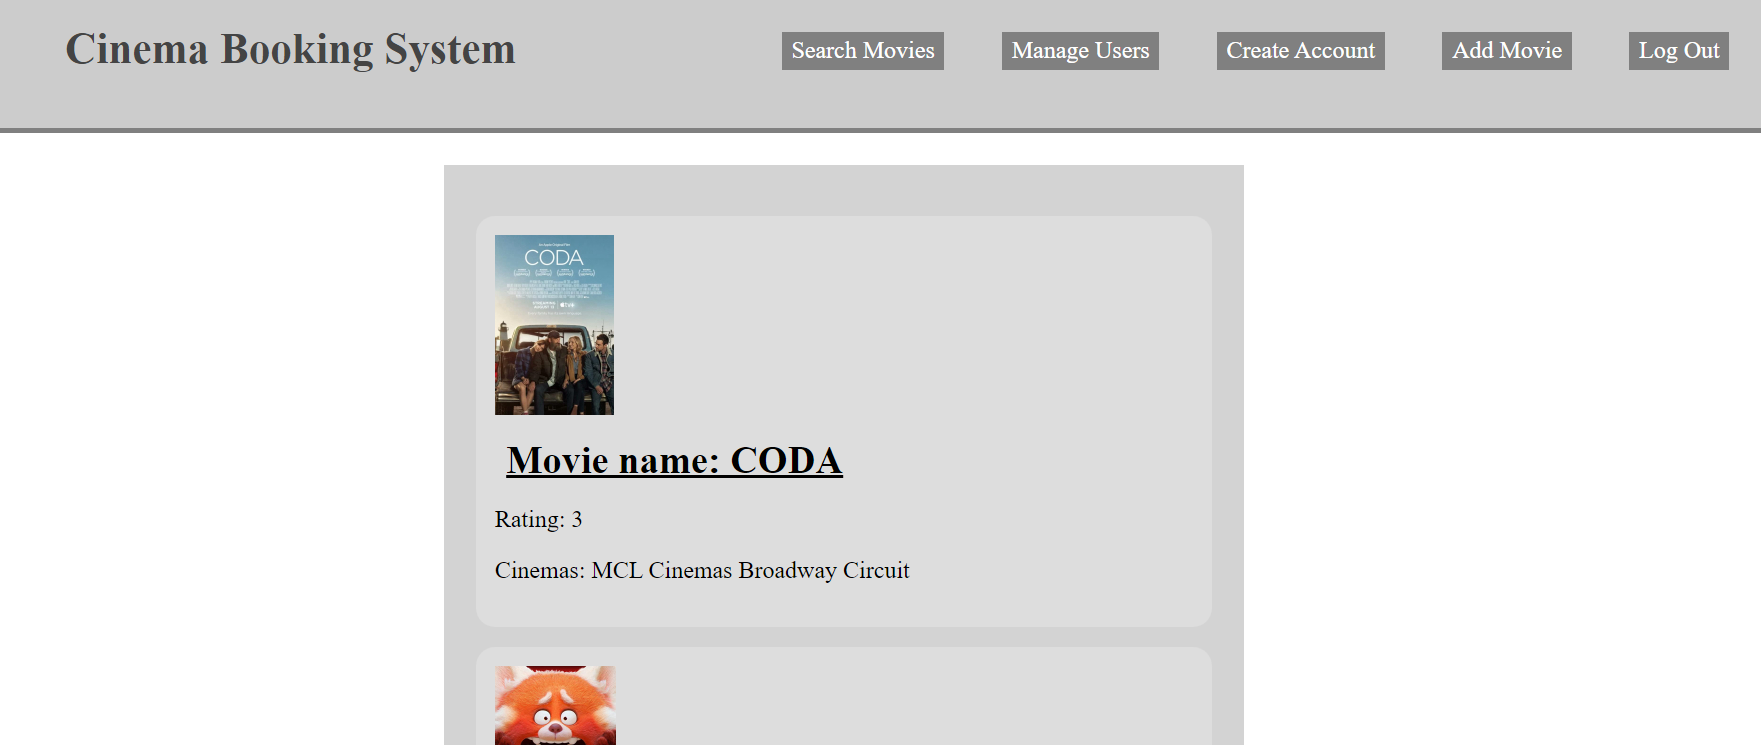 Cinema Booking System
Search Movies
Manage Users
Create Account
Add Movie
Log Out
CODA
Movie name: CODA
Rating: 3
Cinemas: MCL Cinemas Broadway Circuit